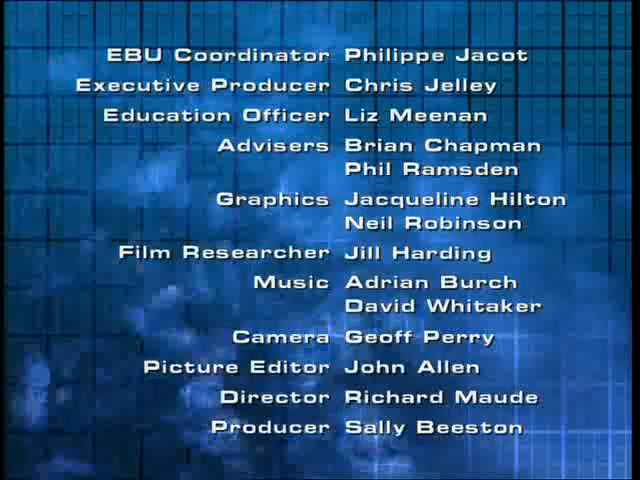 EBU Coordinator Philippe Jacot
Executive Producer Chris Jelley
Education Officer Liz Meenan
Advisers Brian Chapman
Phil Ramsden
Graphics Jacqueline Hilton
Neil Robinson
Film Researcher Jill Harding
Music Adrian Burch
David Whitaker
Camera Geoff Perry
Picture Editor John Allen
Director Richard Maude
Producer Sally Beeston